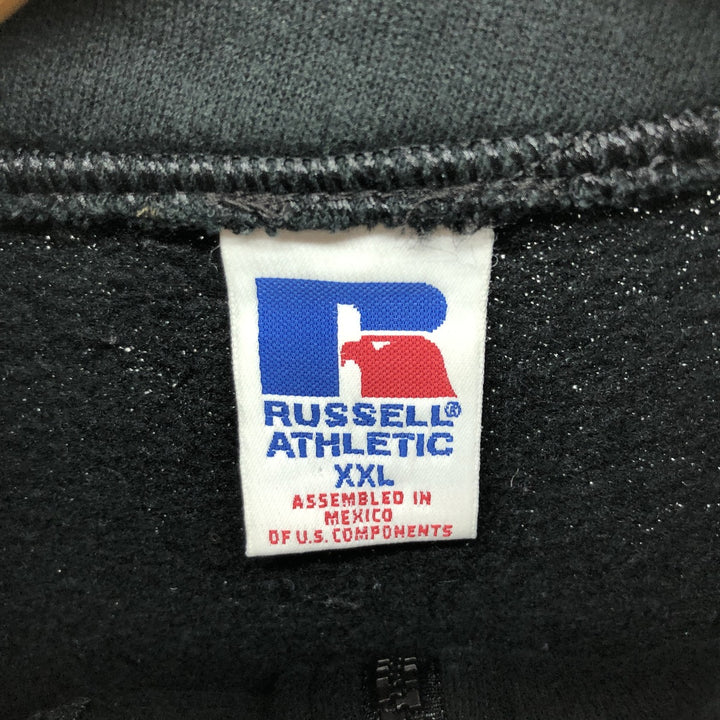 RUSSELL®
ATHLETIC
XXL
ASSEMBLED IN
MEXICO
OF U.S. COMPONENTS